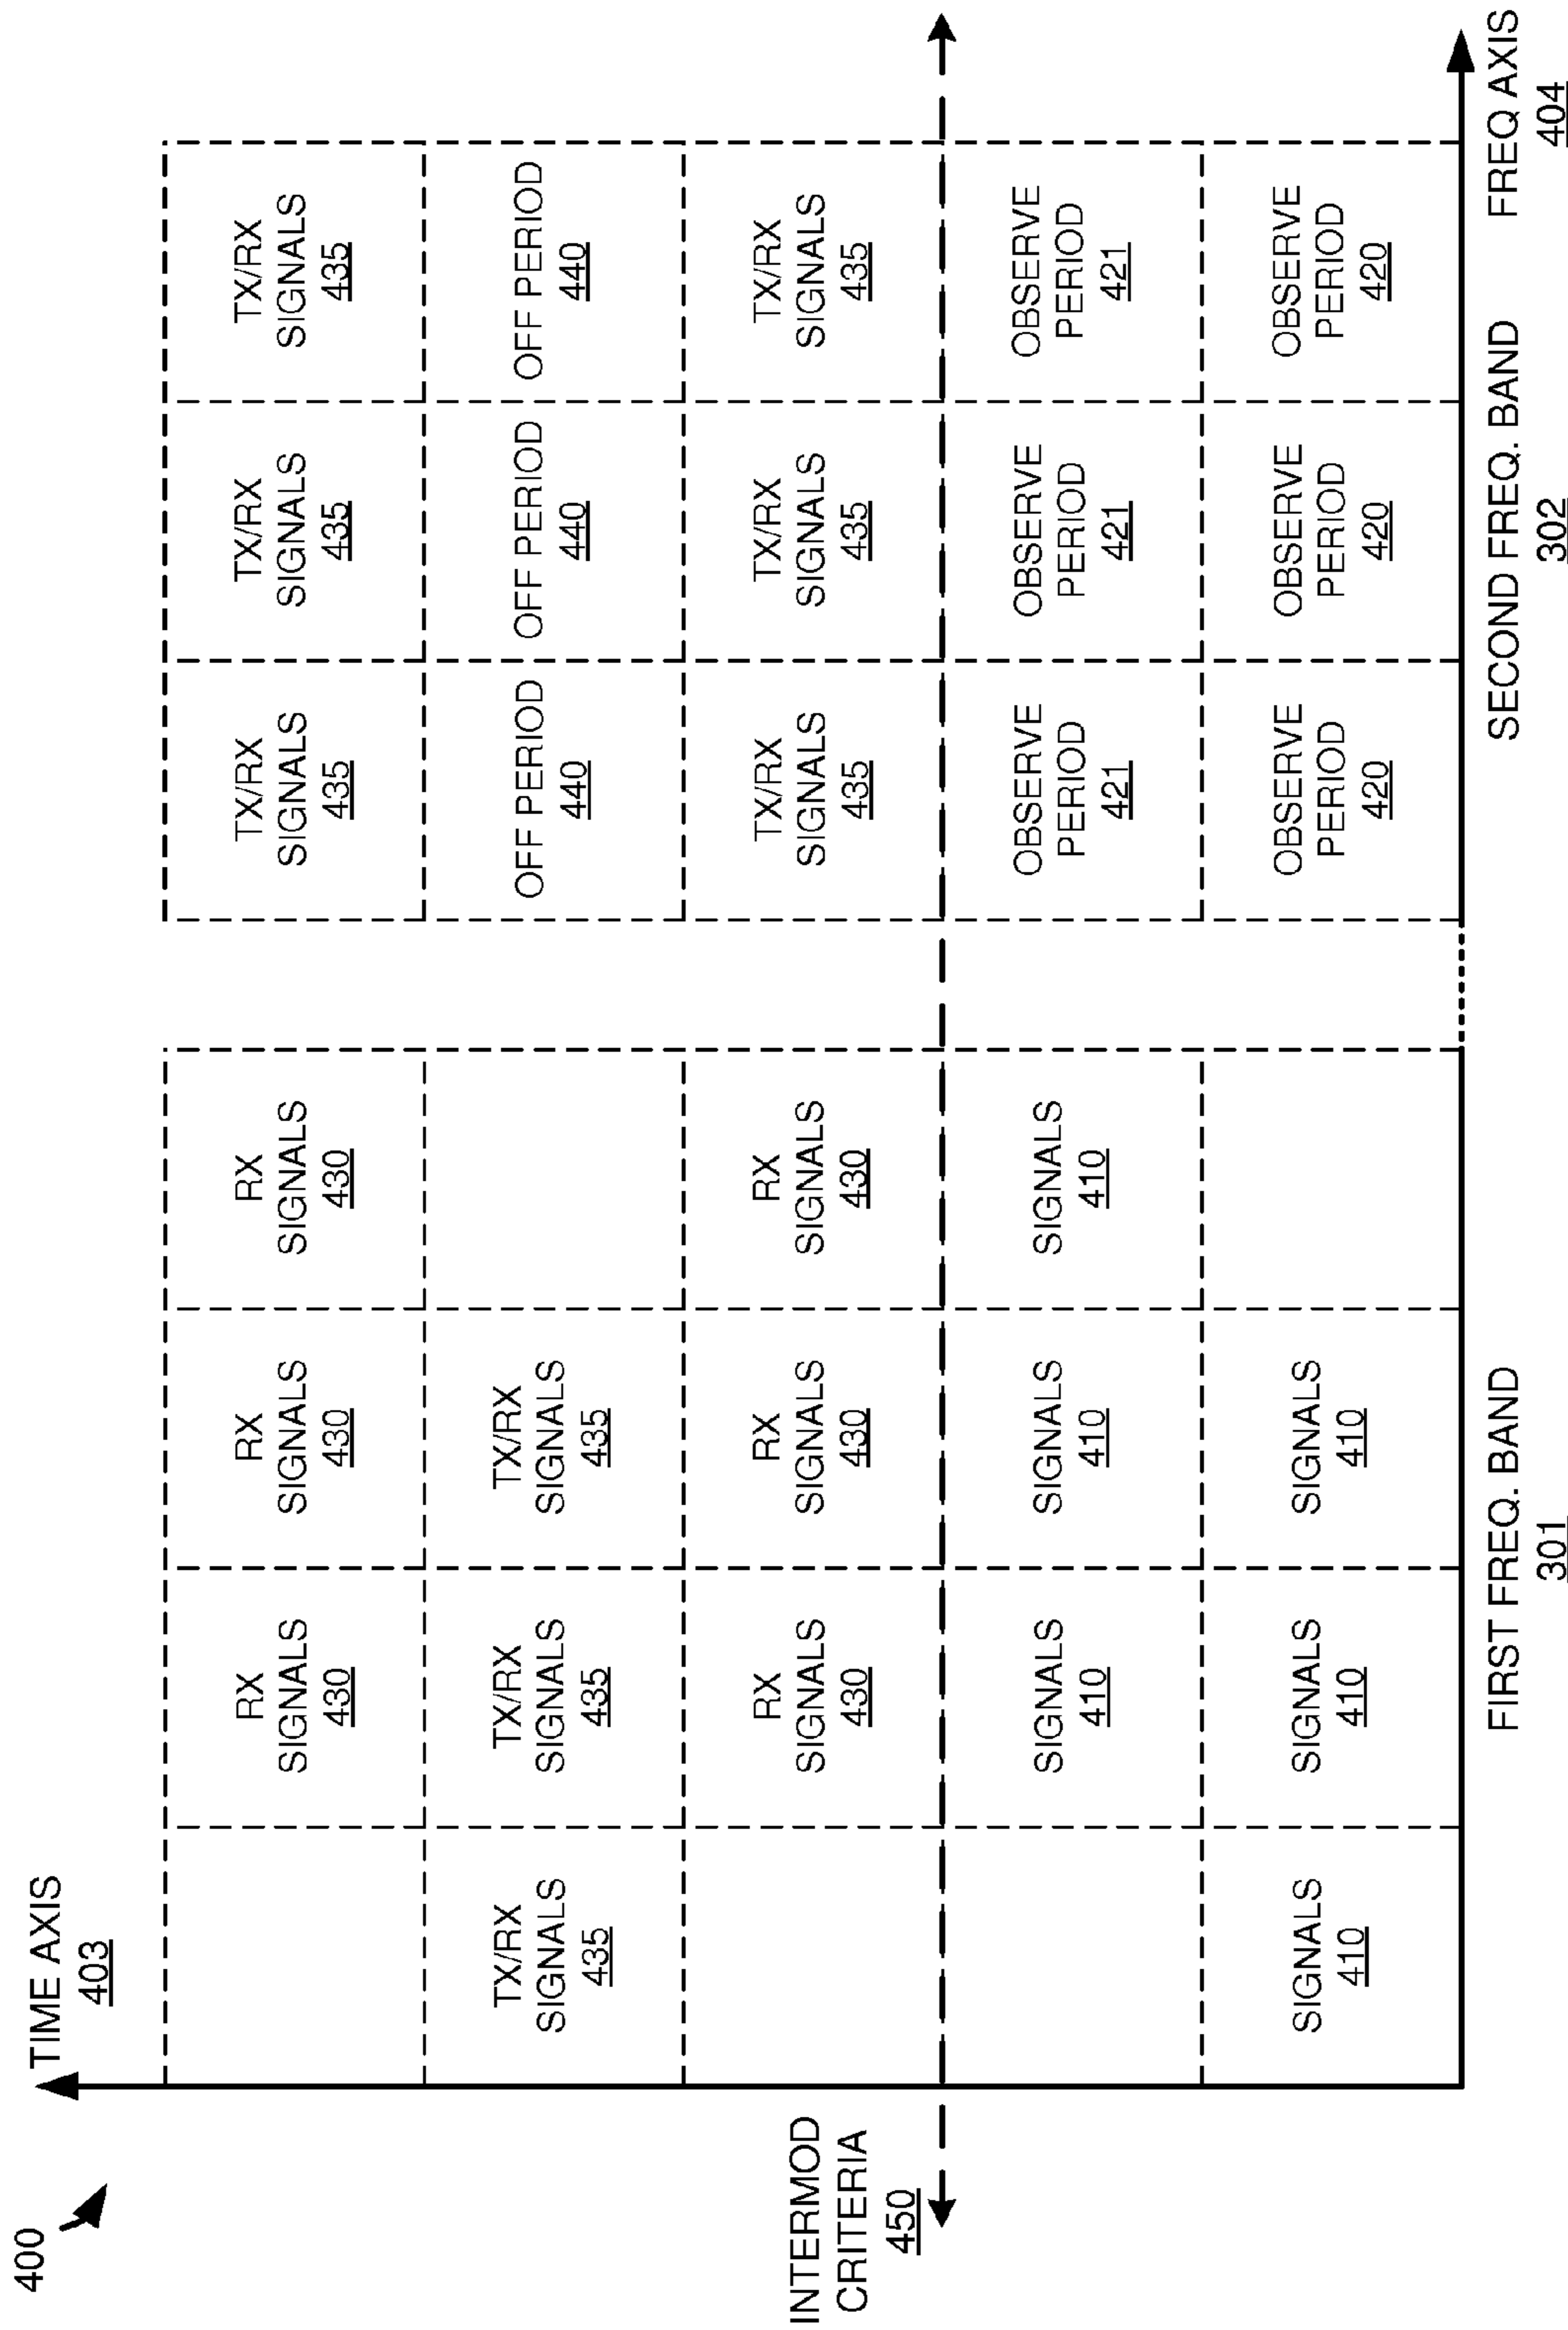 400
TIME AXIS
403
RX
SIGNALS
430
RX
SIGNALS
430
RX
SIGNALS
430
TX/RX
SIGNALS
435
TX/RX
SIGNALS
435
TX/RX
SIGNALS
435
TX/RX
SIGNALS
435
TX/RX
SIGNALS
435
TX/RX
SIGNALS
435
OFF PERIOD
440
OFF PERIOD
440
OFF PERIOD
440
RX
SIGNALS
430
RX
SIGNALS
430
RX
SIGNALS
430
TX/RX
SIGNALS
435
TX/RX
SIGNALS
435
TX/RX
SIGNALS
435
INTERMOD
CRITERIA
450
SIGNALS
410
SIGNALS
410
SIGNALS
410
OBSERVE
PERIOD
421
OBSERVE
PERIOD
421
OBSERVE
PERIOD
421
SIGNALS
410
SIGNALS
410
SIGNALS
410
OBSERVE
PERIOD
420
OBSERVE
PERIOD
420
OBSERVE
PERIOD
420
FIRST FREQ. BAND
301
SECOND FREQ. BAND
302
FREQ AXIS
404